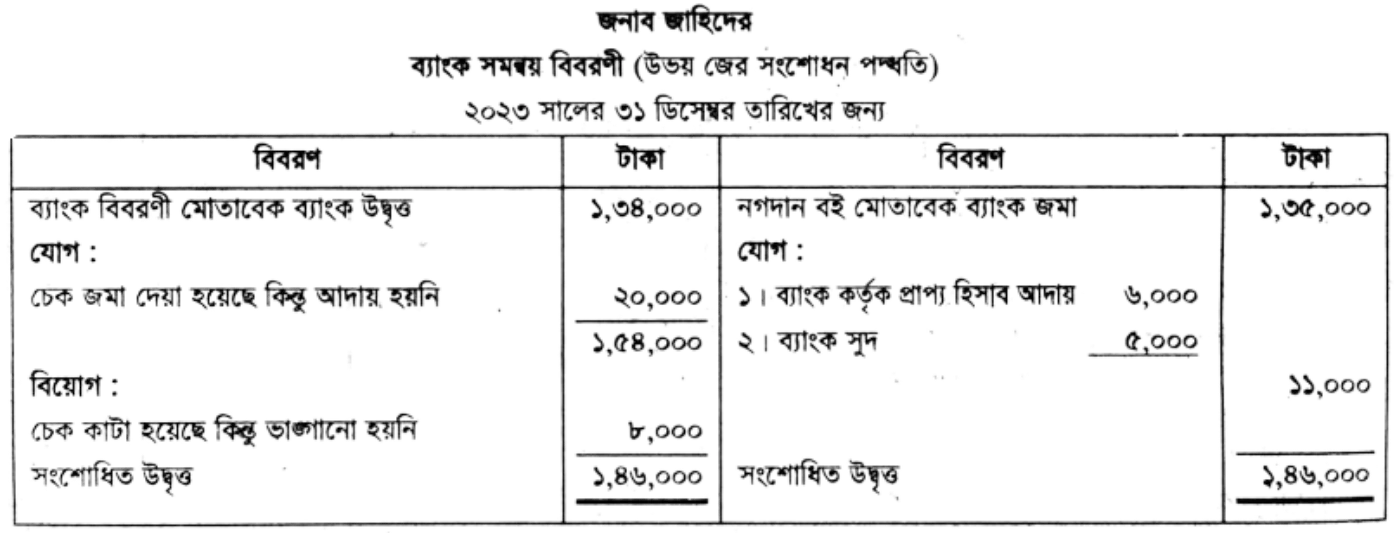 জনাব জাহিদের
ব্যাংক সমন্বয় বিবরণী (উভয় জের সংশোধন পদ্ধতি)
২০২৩ সালের ৩১ ডিসেম্বর তারিখের জন্য
বিবরণ টাকা বিবরণ টাকা
ব্যাংক বিবরণী মোতাবেক ব্যাংক উদ্বৃত্ত ১,৩৪,০০০ নগদান বই মোতাবেক ব্যাংক জমা ১,৩৫,০০০
যোগ : যোগ :
চেক জমা দেয়া হয়েছে কিন্তু আদায় হয়নি ২০,০০০ ১। ব্যাংক কর্তৃক প্রাপ্য হিসাব আদায় ৬,০০০
১,৫৪,০০০ ২। ব্যাংক সুদ ৫,০০০
বিয়োগ : ১১,০০০
চেক কাটা হয়েছে কিন্তু ভাঙ্গানো হয়নি ৮,০০০
সংশোধিত উদ্বৃত্ত ১,৪৬,০০০ সংশোধিত উদ্বৃত্ত ১,৪৬,০০০